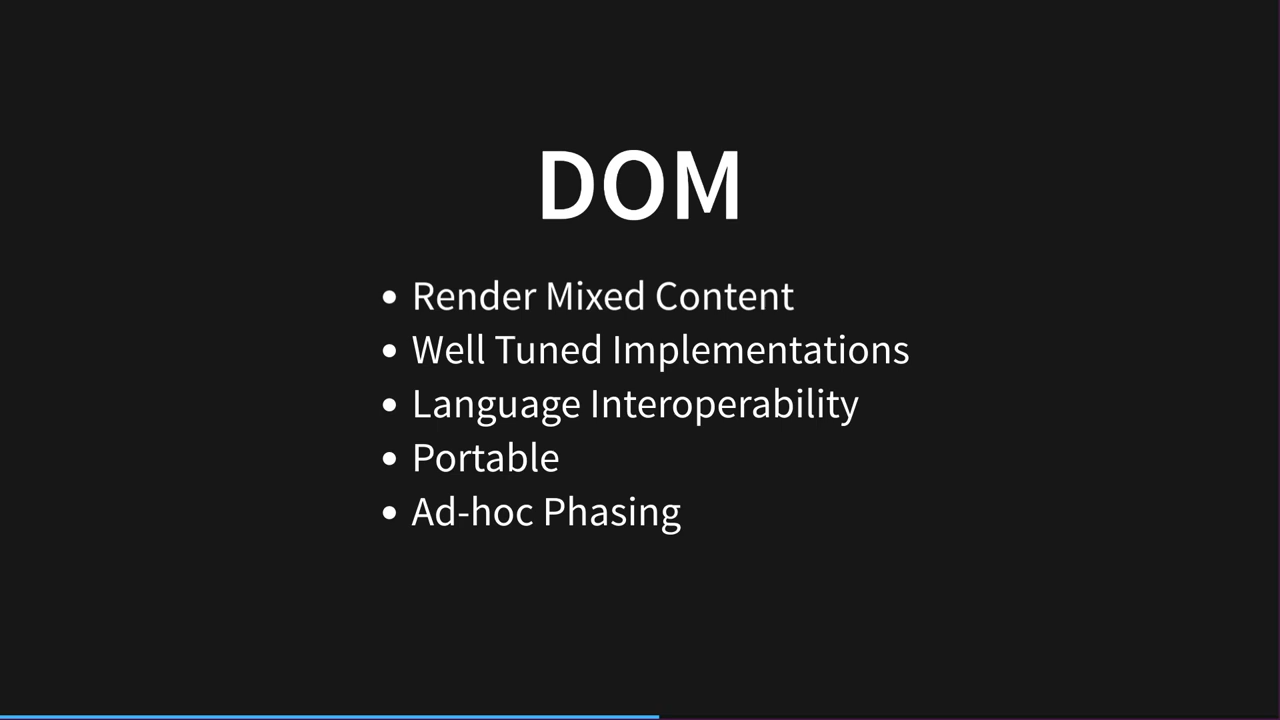 DOM
• Render Mixed Content
• Well Tuned Implementations
• Language Interoperability
• Portable
• Ad-hoc Phasing